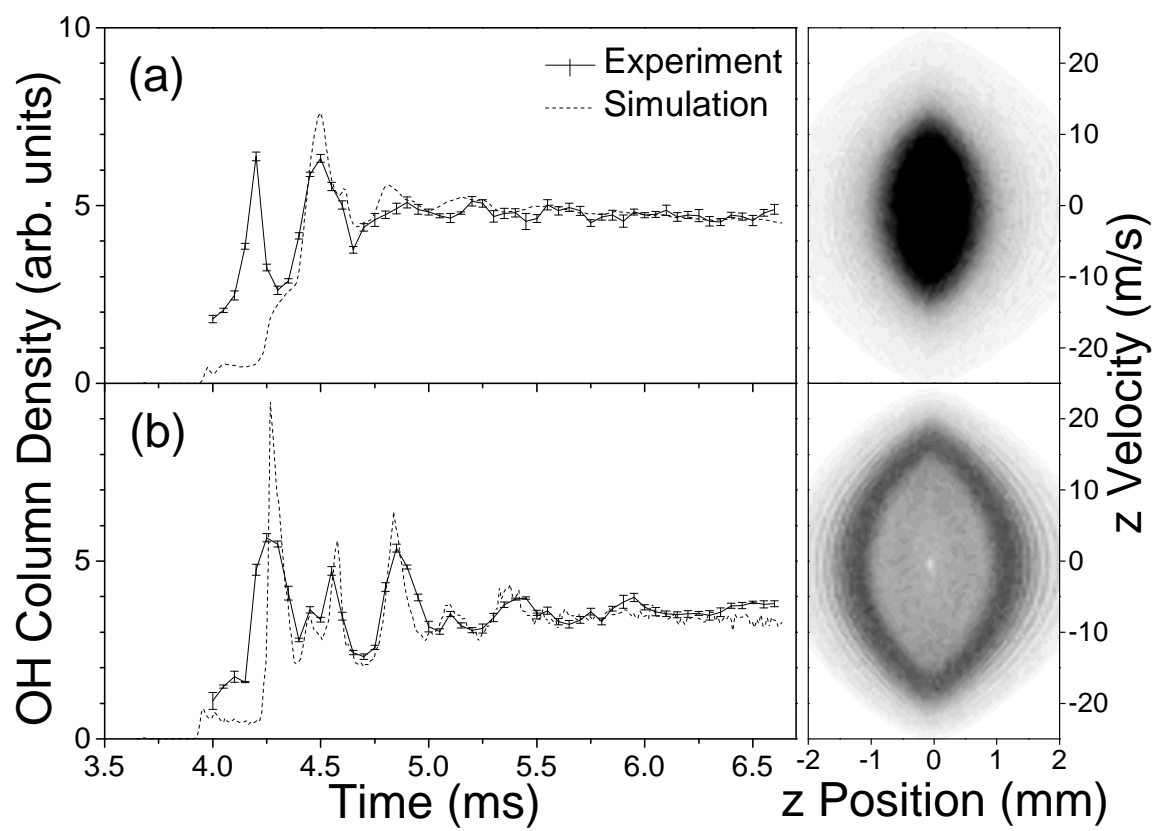 OH Column Density (arb. units)
10
5
0
(a)
Experiment
Simulation
20
10
0
-10
-20
z Velocity (m/s)
5
0
(b)
20
10
0
-10
-20
3.5 4.0 4.5 5.0 5.5 6.0 6.5
Time (ms)
-2 -1 0 1 2
z Position (mm)